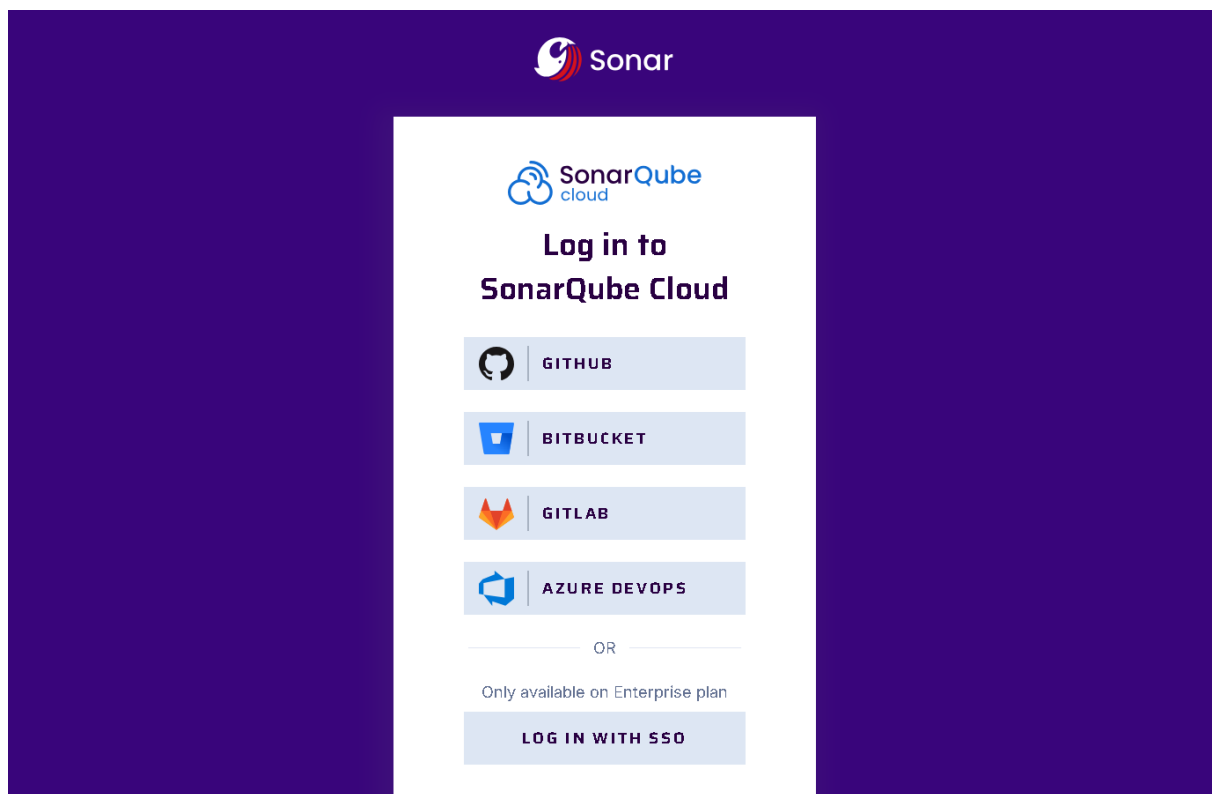 Sonar
SonarQube
cloud
Log in to
SonarQube Cloud
GITHUB
BITBUCKET
GITLAB
AZURE DEVOPS
OR
Only available on Enterprise plan
LOG IN WITH SSO